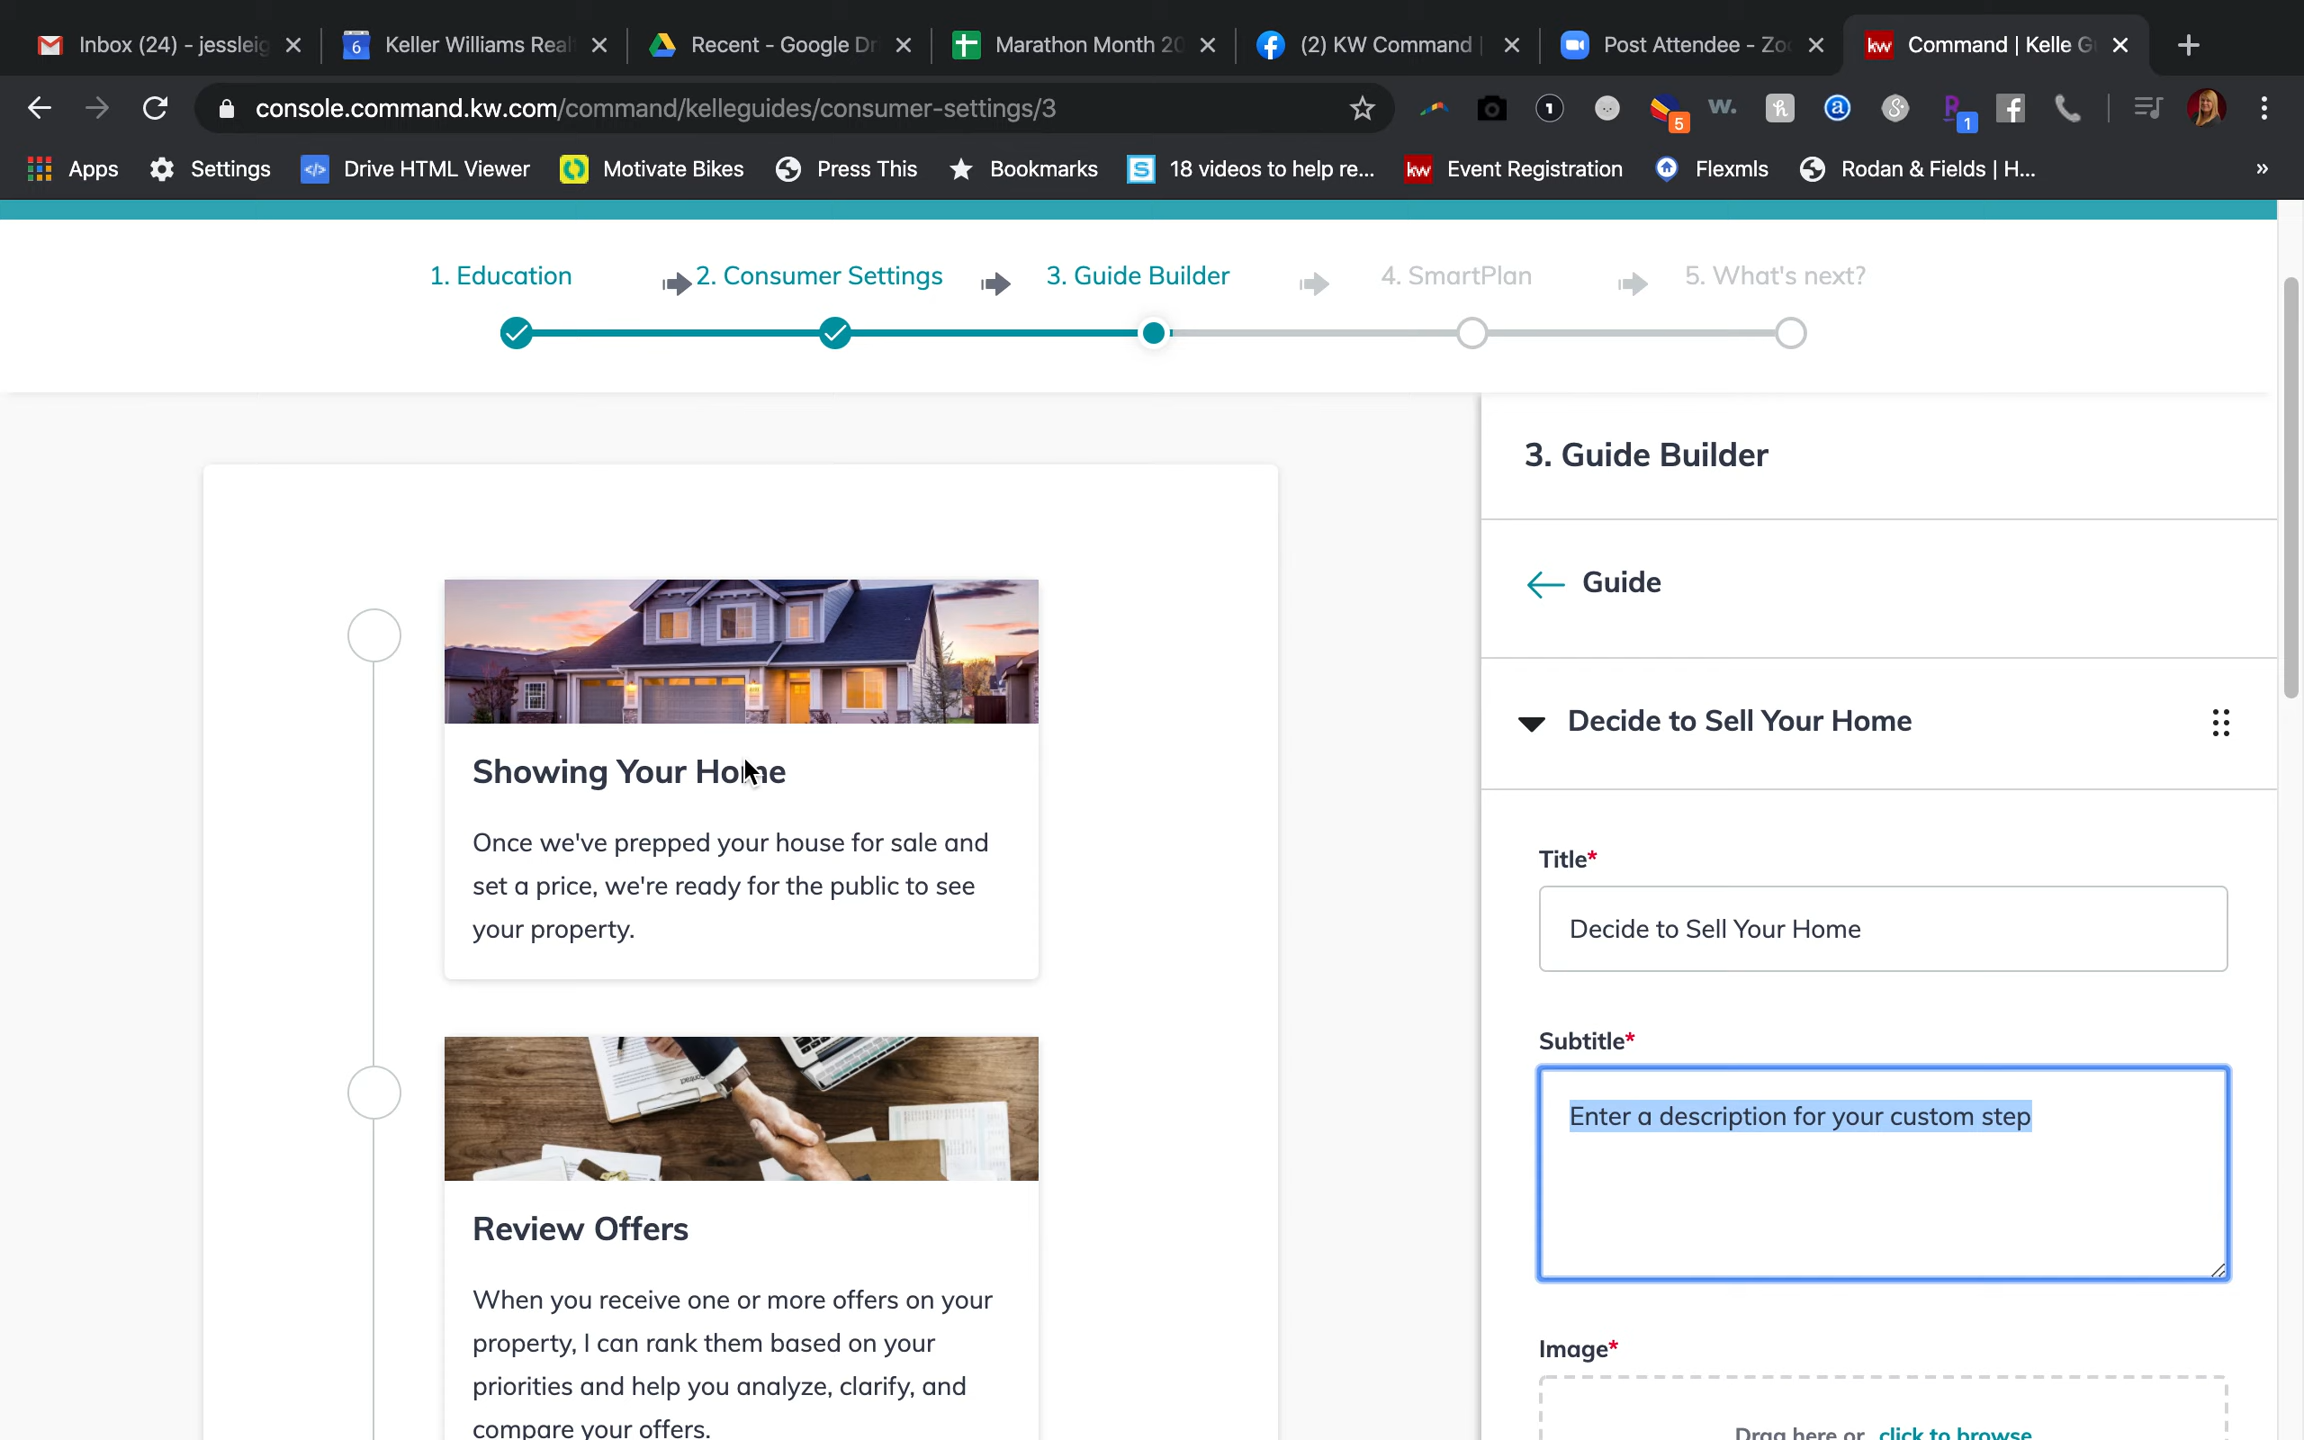 Inbox (24) - jessleig
6
Keller Williams Real
Recent - Google Dr
Marathon Month 20
(2) KW Command |
Post Attendee - Zo
kw
Command | Kelle G
console.command.kw.com/command/kelleguides/consumer-settings/3
1
5
w.
h
a
1
Apps
Settings
Drive HTML Viewer
Motivate Bikes
Press This
Bookmarks
S
18 videos to help re...
kw
Event Registration
Flexmls
Rodan & Fields | H...
»
1. Education
2. Consumer Settings
3. Guide Builder
4. SmartPlan
5. What's next?
Showing Your Home
Once we've prepped your house for sale and
set a price, we're ready for the public to see
your property.
Contract
Review Offers
When you receive one or more offers on your
property, I can rank them based on your
priorities and help you analyze, clarify, and
compare your offers.
3. Guide Builder
Guide
Decide to Sell Your Home
Title*
Decide to Sell Your Home
Subtitle*
Enter a description for your custom step
Image*
Drag here or click to browse